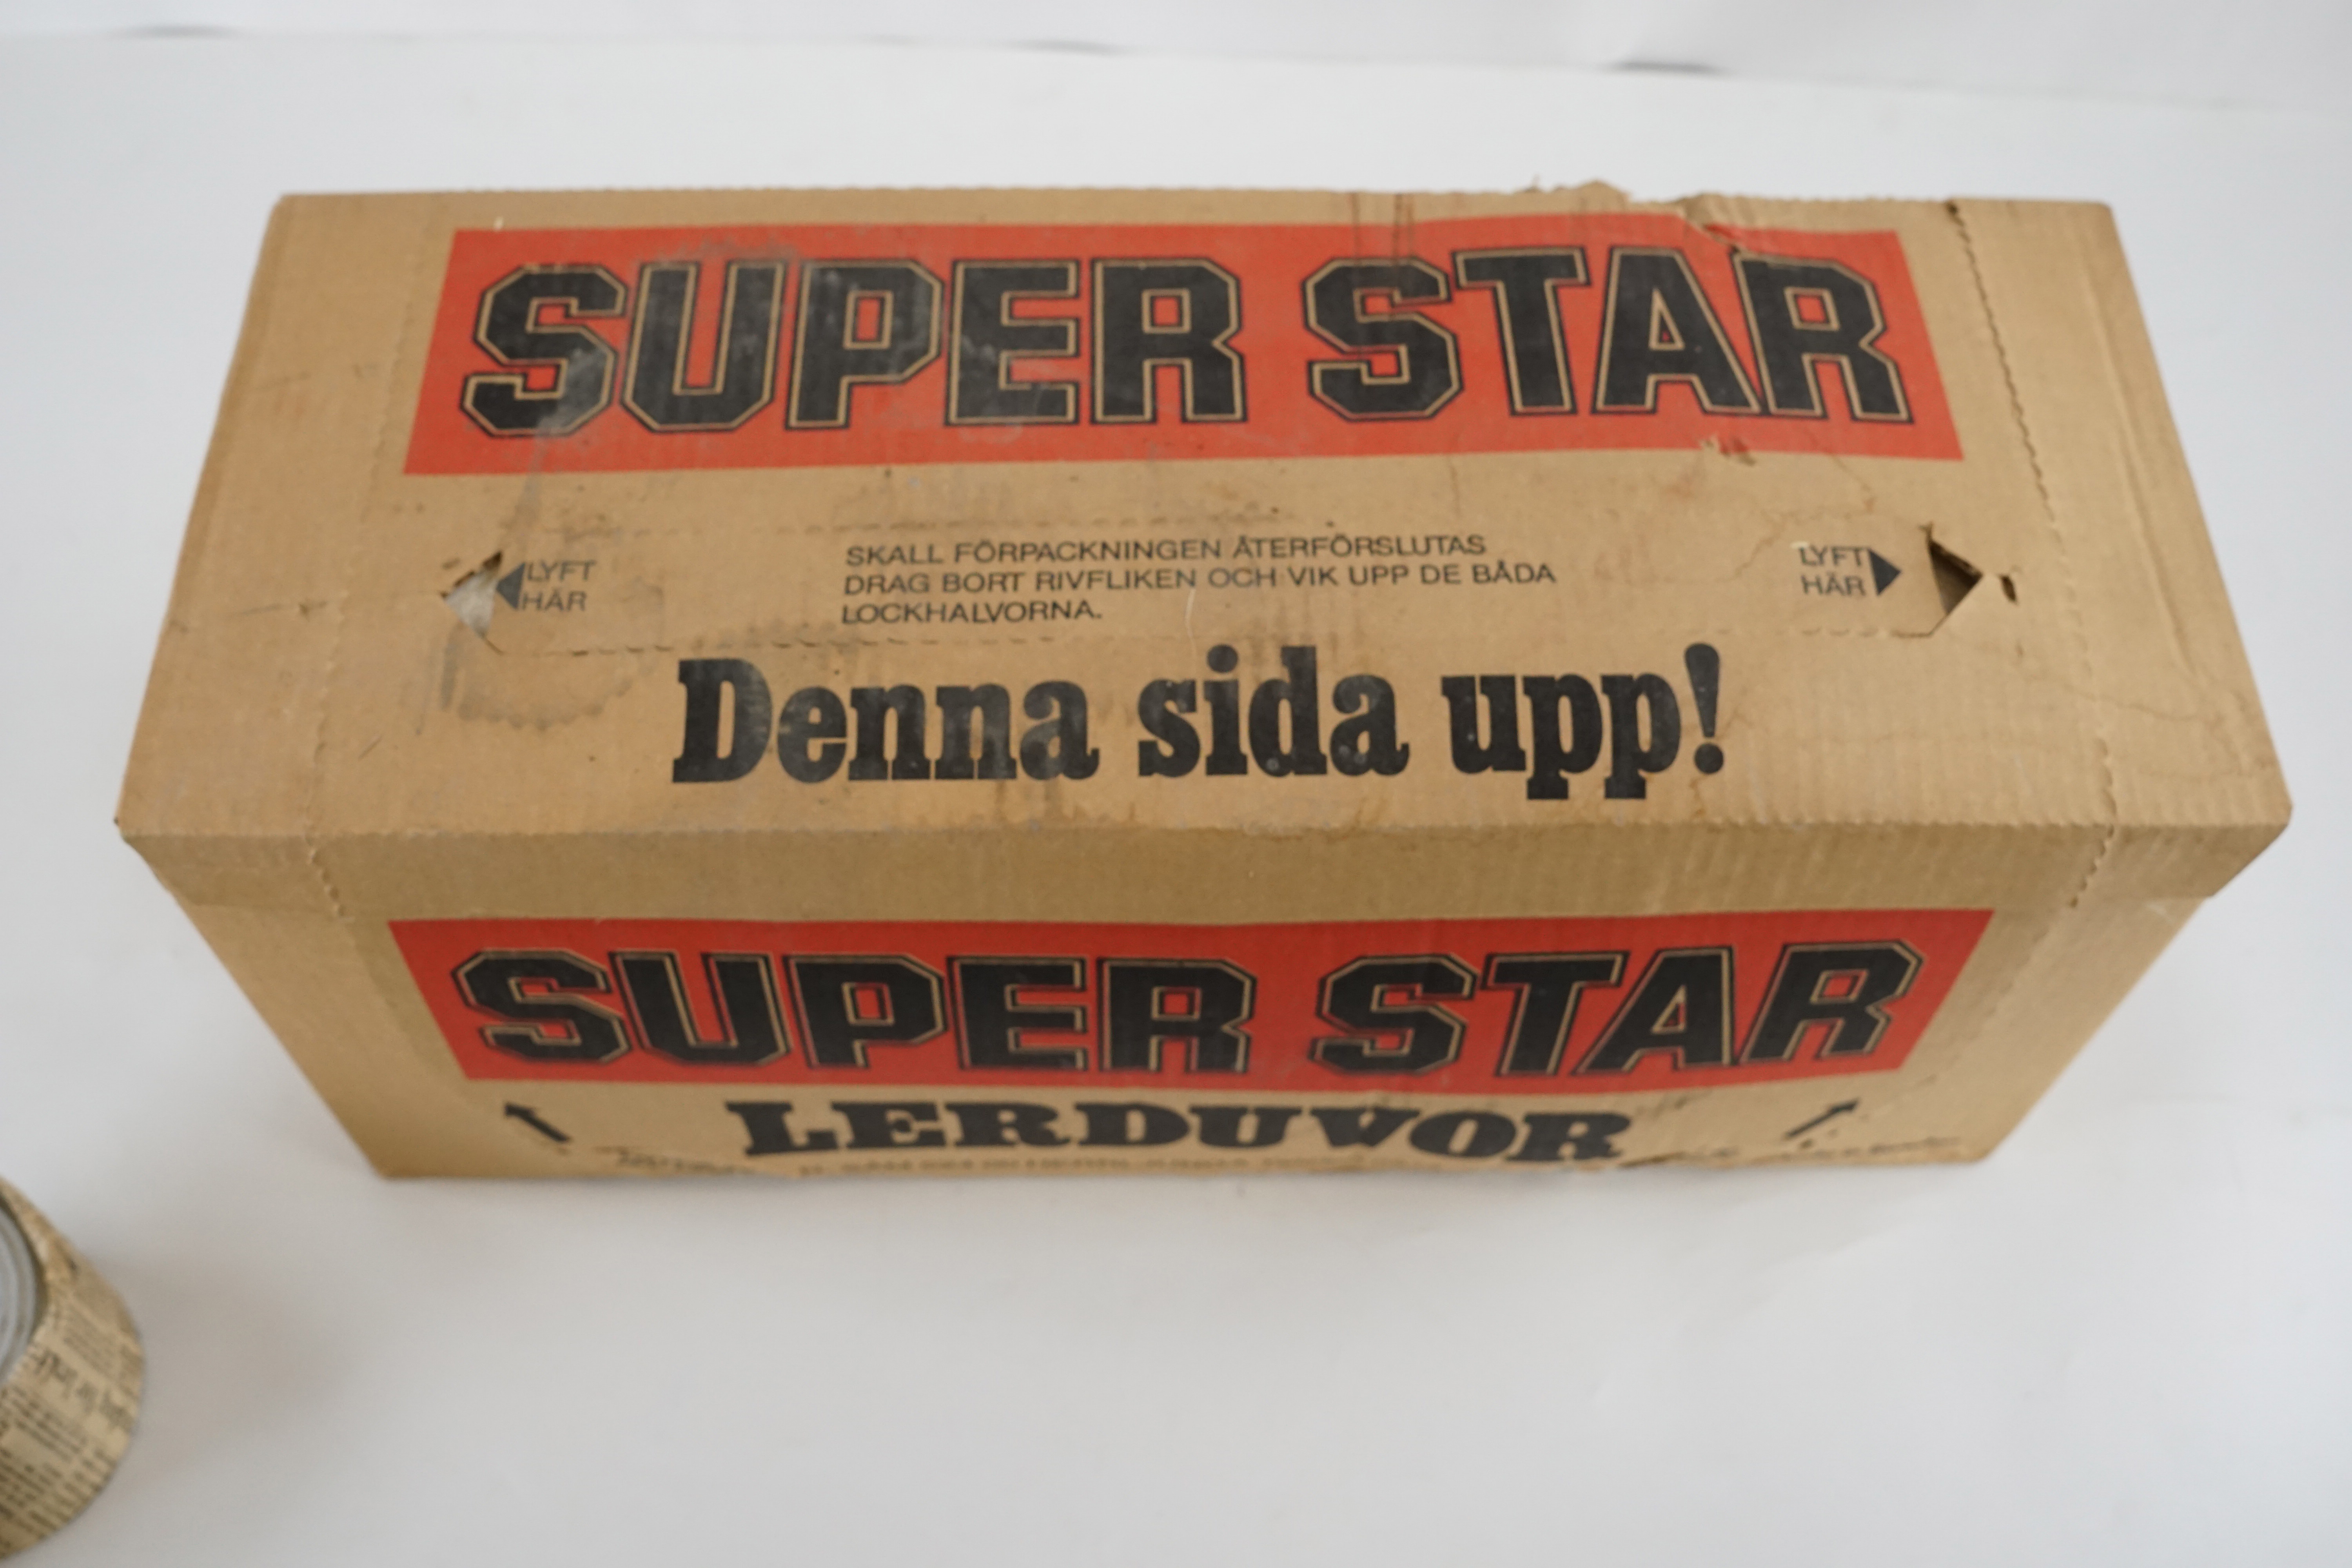 SUPER STAR
LYFT
HÄR
SKALL FÖRPACKNINGEN ÅTERFÖRSLUTAS
DRAG BORT RIVFLIKEN OCH VIK UPP DE BÅDA
LOCKHALVORNA.
LYFT
HÄR
Denna sida upp!
SUPER STAR
LERDUVOR